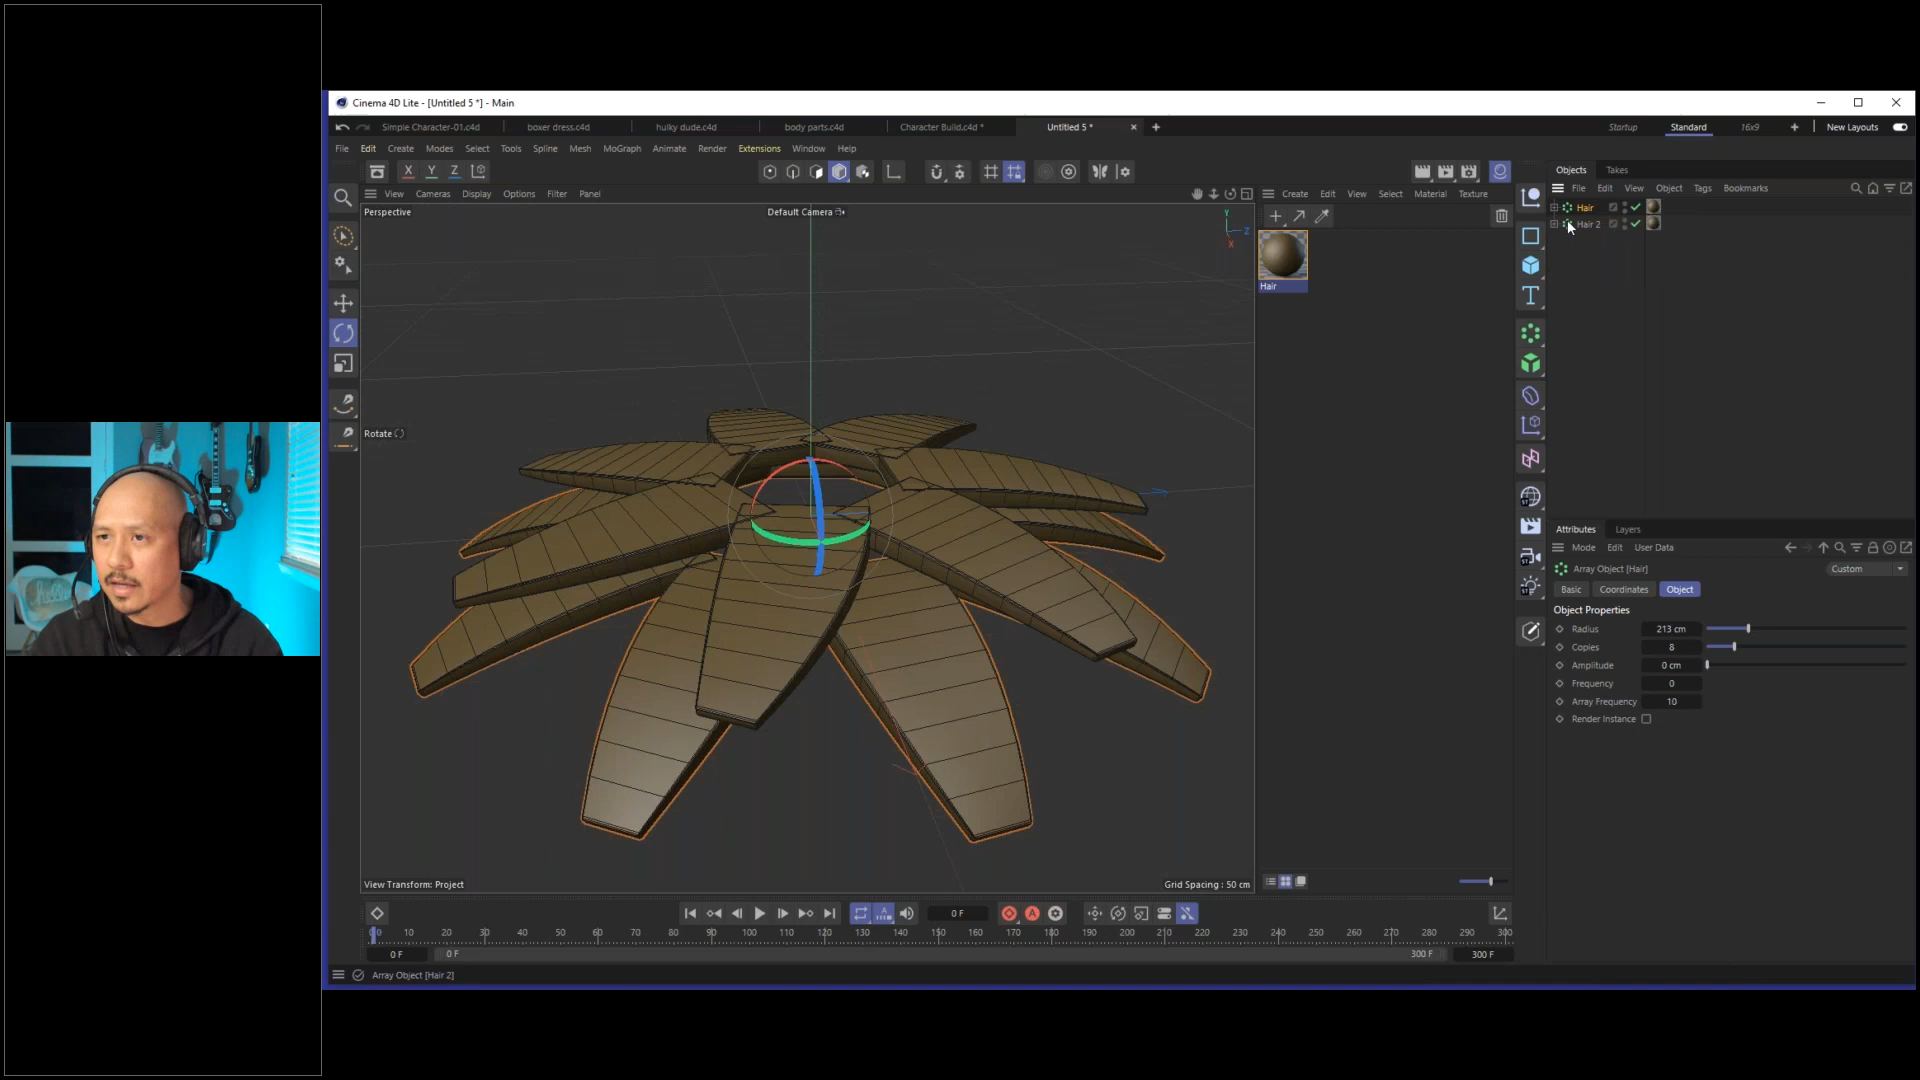 Cinema 4D Lite - [Untitled 5 *] - Main
Simple Character-01.c4d boxer dress.c4d hulky dude.c4d body parts.c4d Character Build.c4d * Untitled 5 * Startup Standard 16x9 New Layouts
File Edit Create Modes Select Tools Spline Mesh MoGraph Animate Render Extensions Window Help
X Y Z
View Cameras Display Options Filter Panel
Create Edit View Select Material Texture
Objects Takes
File Edit View Object Tags Bookmarks
Perspective
Default Camera
Y
Z
X
Hair
Hair
Hair 2
Rotate
hello
View Transform: Project
Grid Spacing : 50 cm
Attributes Layers
Mode Edit User Data
Array Object [Hair]
Custom
Basic Coordinates Object
Object Properties
Radius 213 cm
Copies 8
Amplitude 0 cm
Frequency 0
Array Frequency 10
Render Instance
0 F
0 10 20 30 40 50 60 70 80 90 100 110 120 130 140 150 160 170 180 190 200 210 220 230 240 250 260 270 280 290 300
0 F 0 F 300 F 300 F
Array Object [Hair 2]